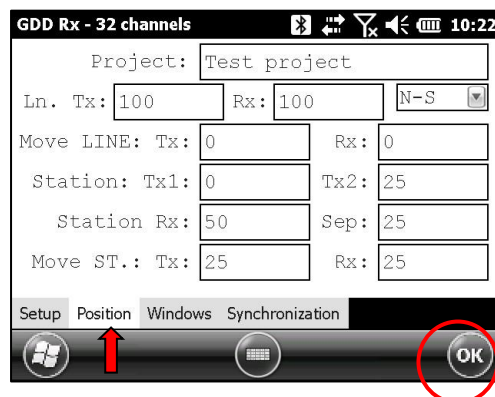 GDD Rx - 32 channels 10:22
Project: Test project
Ln. Tx: 100 Rx: 100 N-S
Move LINE: Tx: 0 Rx: 0
Station: Tx1: 0 Tx2: 25
Station Rx: 50 Sep: 25
Move ST.: Tx: 25 Rx: 25
Setup Position Windows Synchronization
OK